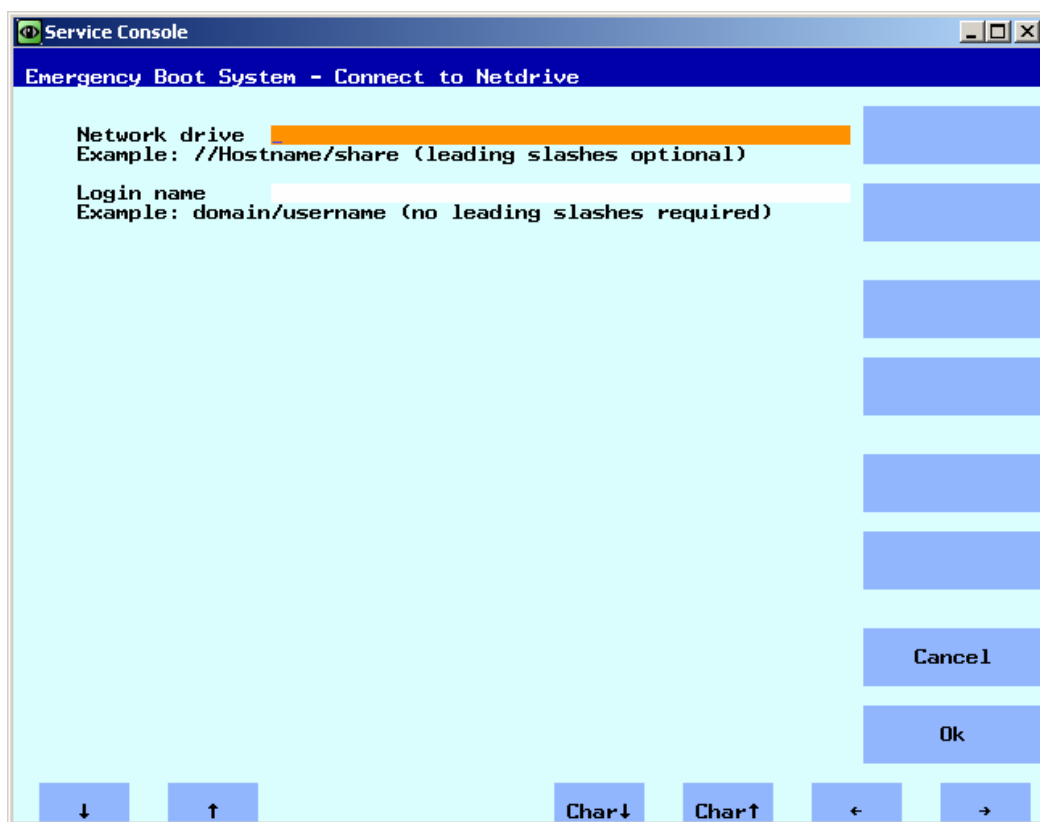 Service Console
Emergency Boot System - Connect to Netdrive
Network drive _
Example: //Hostname/share (leading slashes optional)
Login name
Example: domain/username (no leading slashes required)
Cancel
Ok
↓ ↑ Char↓ Char↑ ← →